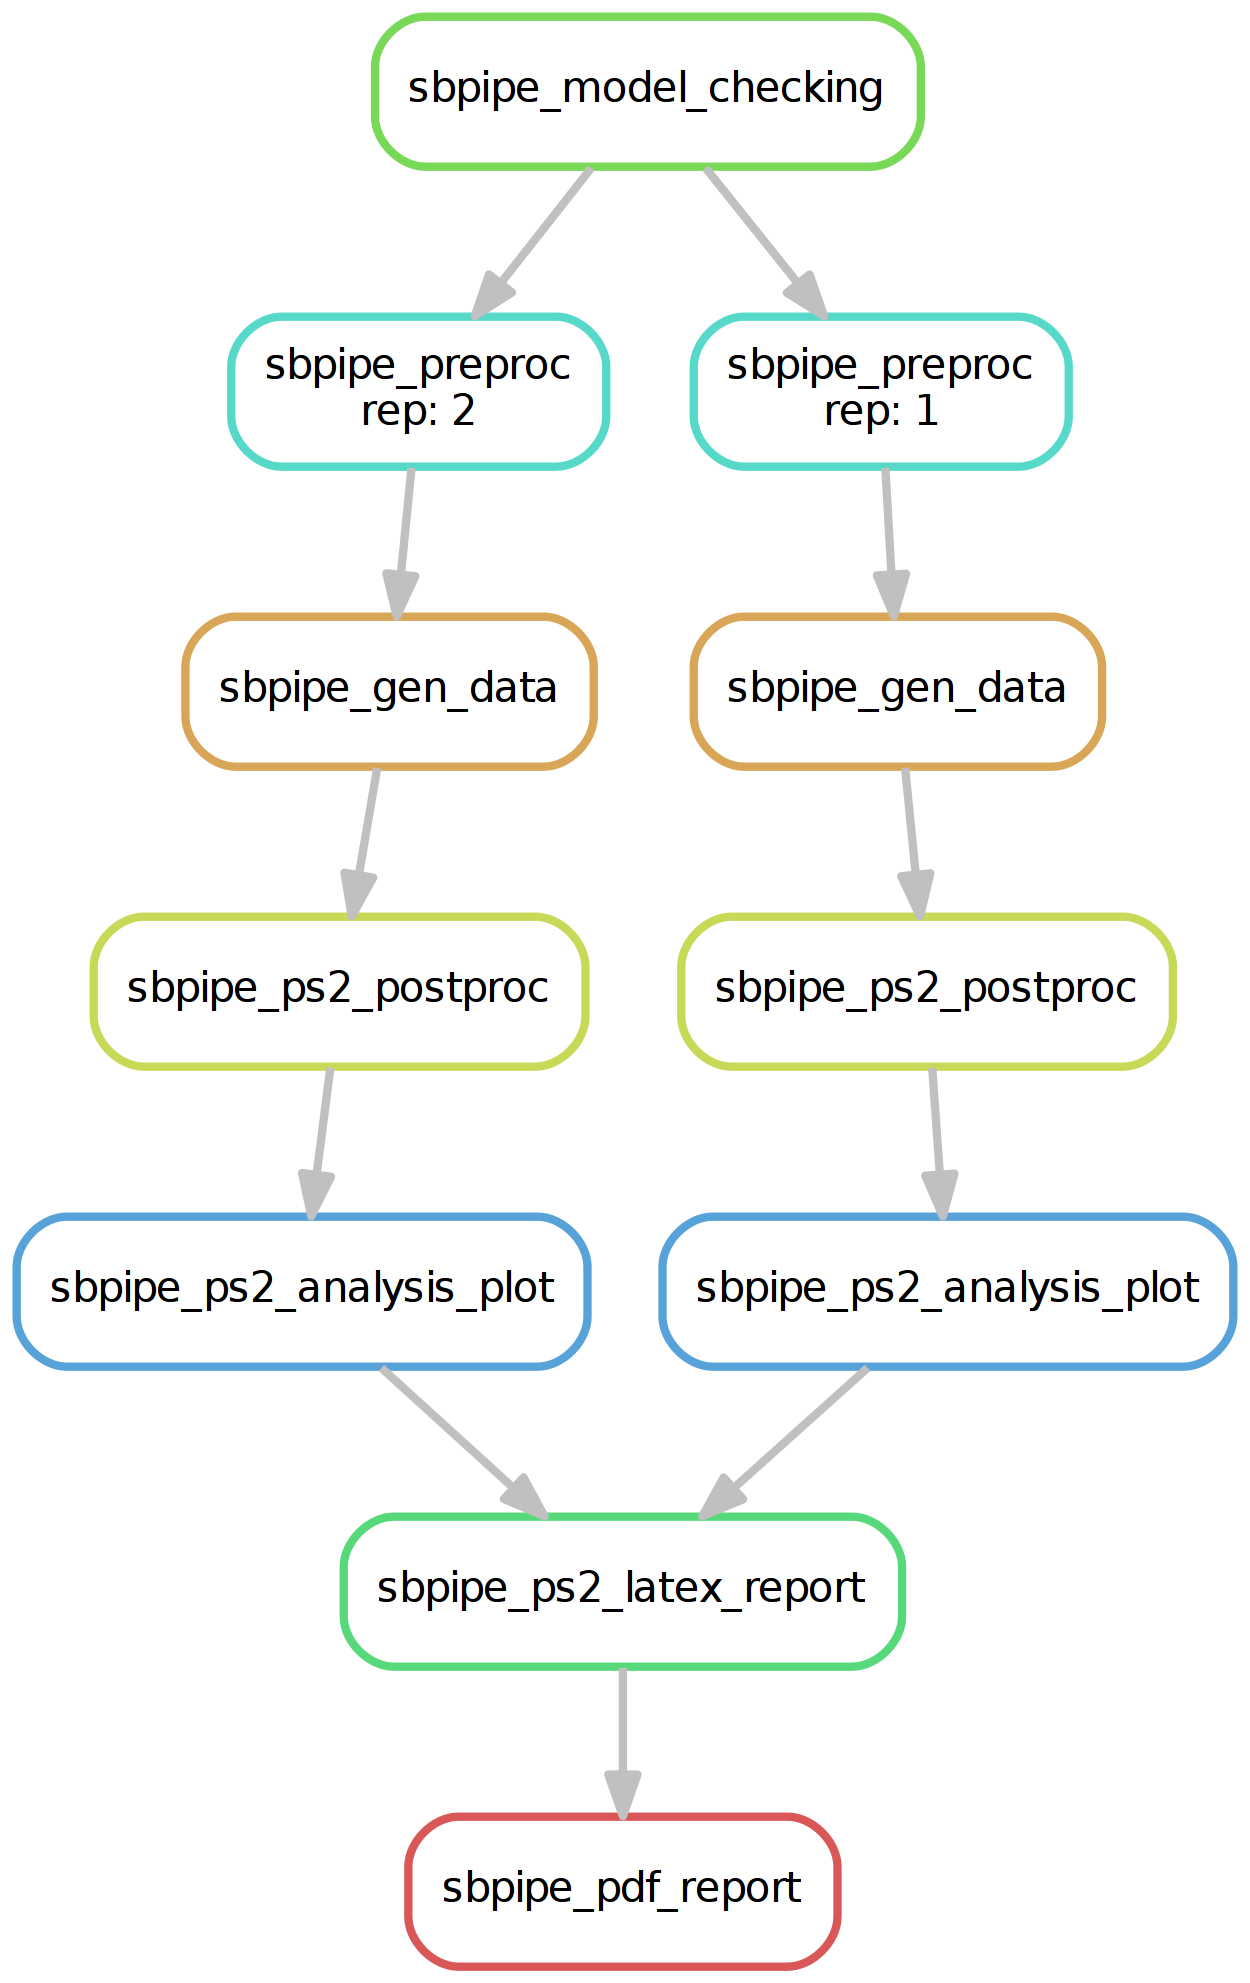 sbpipe_model_checking
sbpipe_preproc
rep: 2
sbpipe_preproc
rep: 1
sbpipe_gen_data
sbpipe_gen_data
sbpipe_ps2_postproc
sbpipe_ps2_postproc
sbpipe_ps2_analysis_plot
sbpipe_ps2_analysis_plot
sbpipe_ps2_latex_report
sbpipe_pdf_report